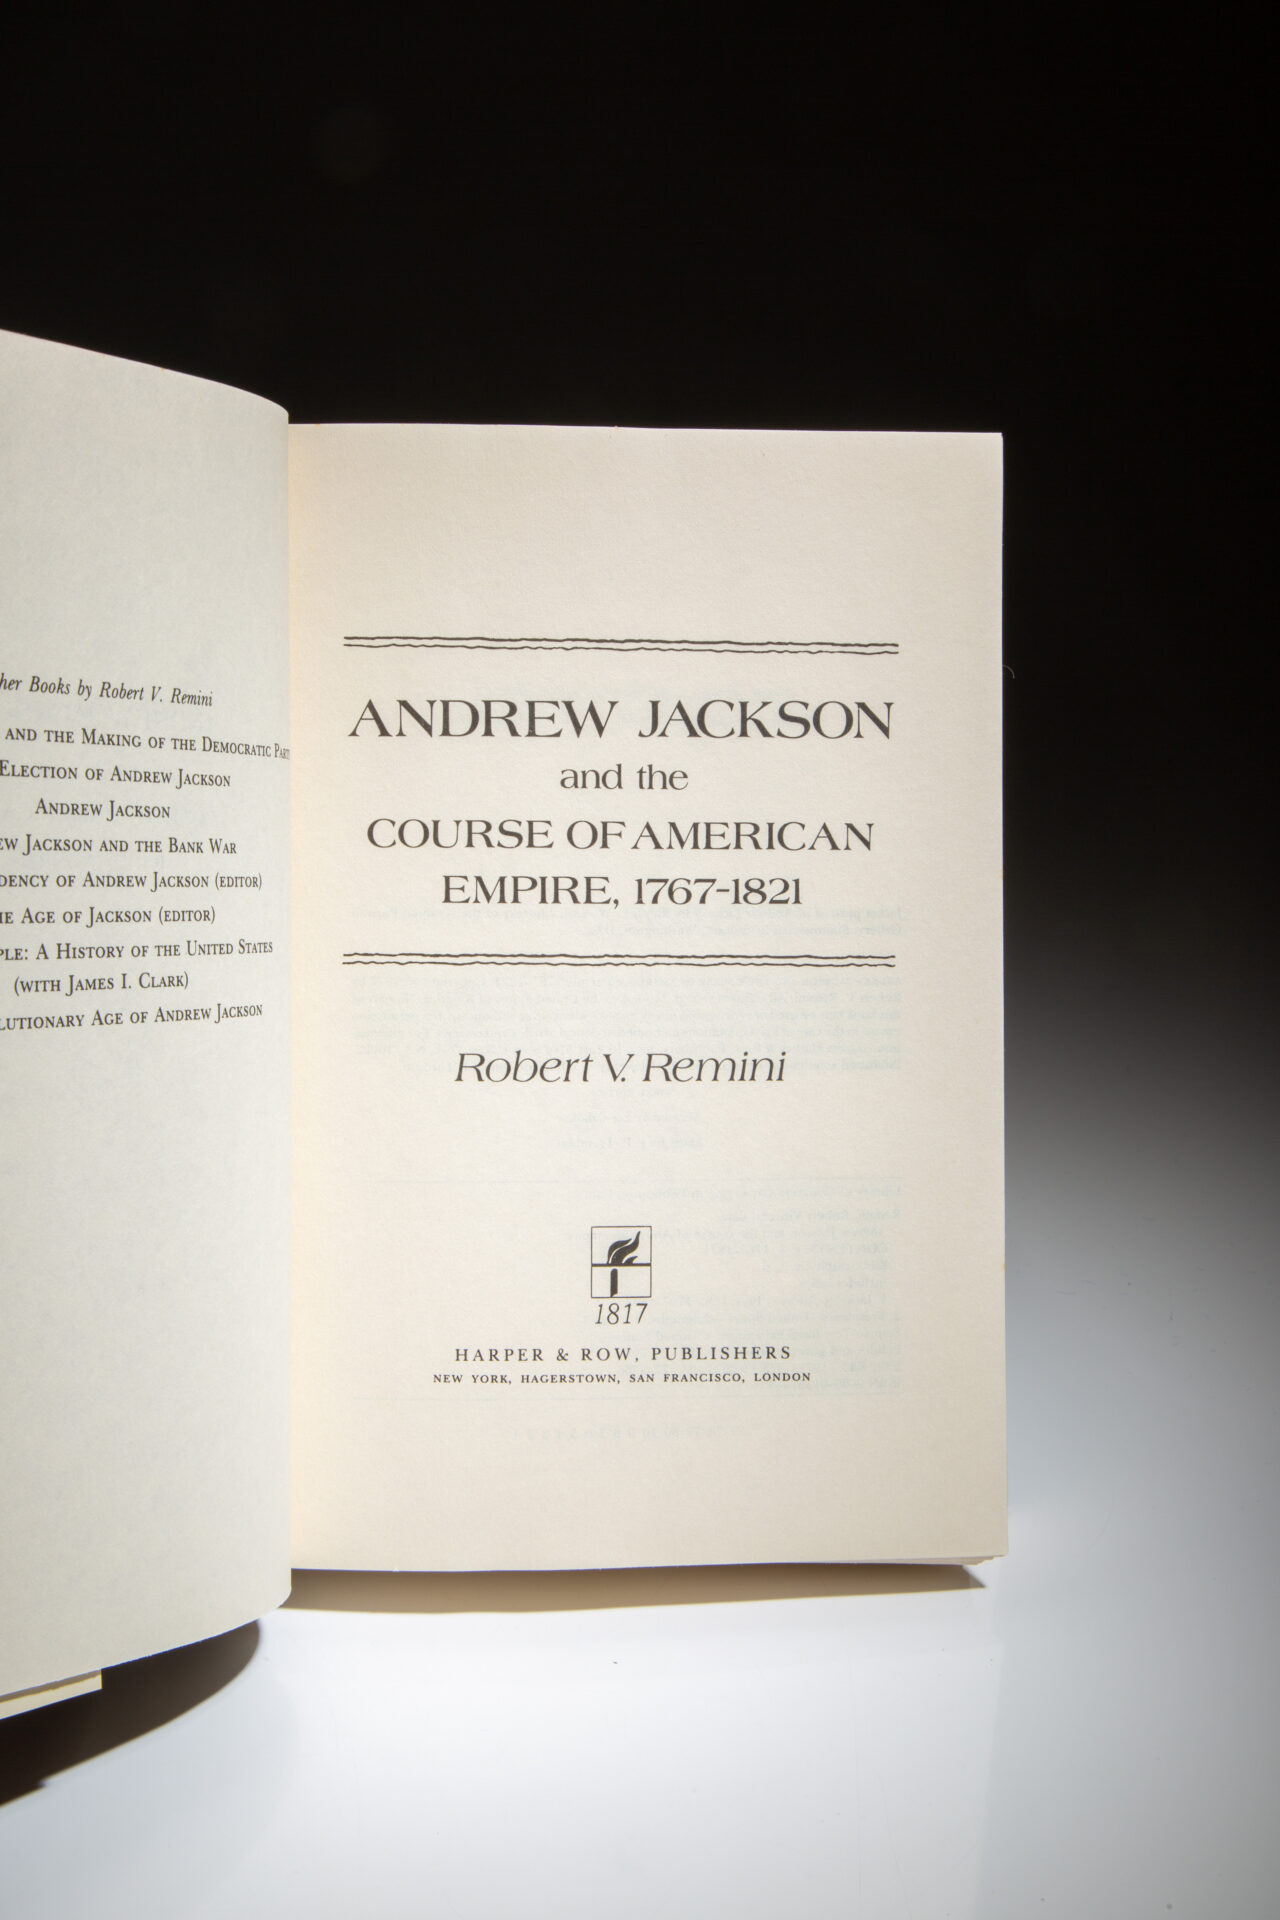 her Books by Robert V. Remini
AND THE MAKING OF THE DEMOCRATIC PART
ELECTION OF ANDREW JACKSON
ANDREW JACKSON
EW JACKSON AND THE BANK WAR
DENCY OF ANDREW JACKSON (EDITOR)
HE AGE OF JACKSON (EDITOR)
PLE: A HISTORY OF THE UNITED STATES
(WITH JAMES I. CLARK)
LUTIONARY AGE OF ANDREW JACKSON
ANDREW JACKSON
and the
COURSE OF AMERICAN
EMPIRE, 1767-1821
Robert V. Remini
1817
HARPER & ROW, PUBLISHERS
NEW YORK, HAGERSTOWN, SAN FRANCISCO, LONDON